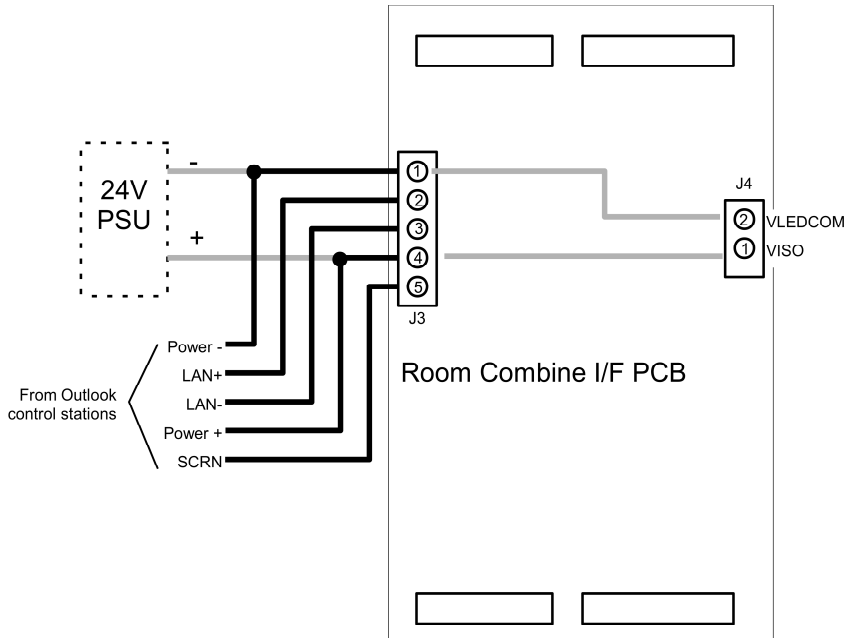 -
24V
PSU
+
1
2
3
4
5
J3
J4
2 VLEDCOM
1 VISO
Room Combine I/F PCB
From Outlook
control stations
Power -
LAN+
LAN-
Power +
SCRN